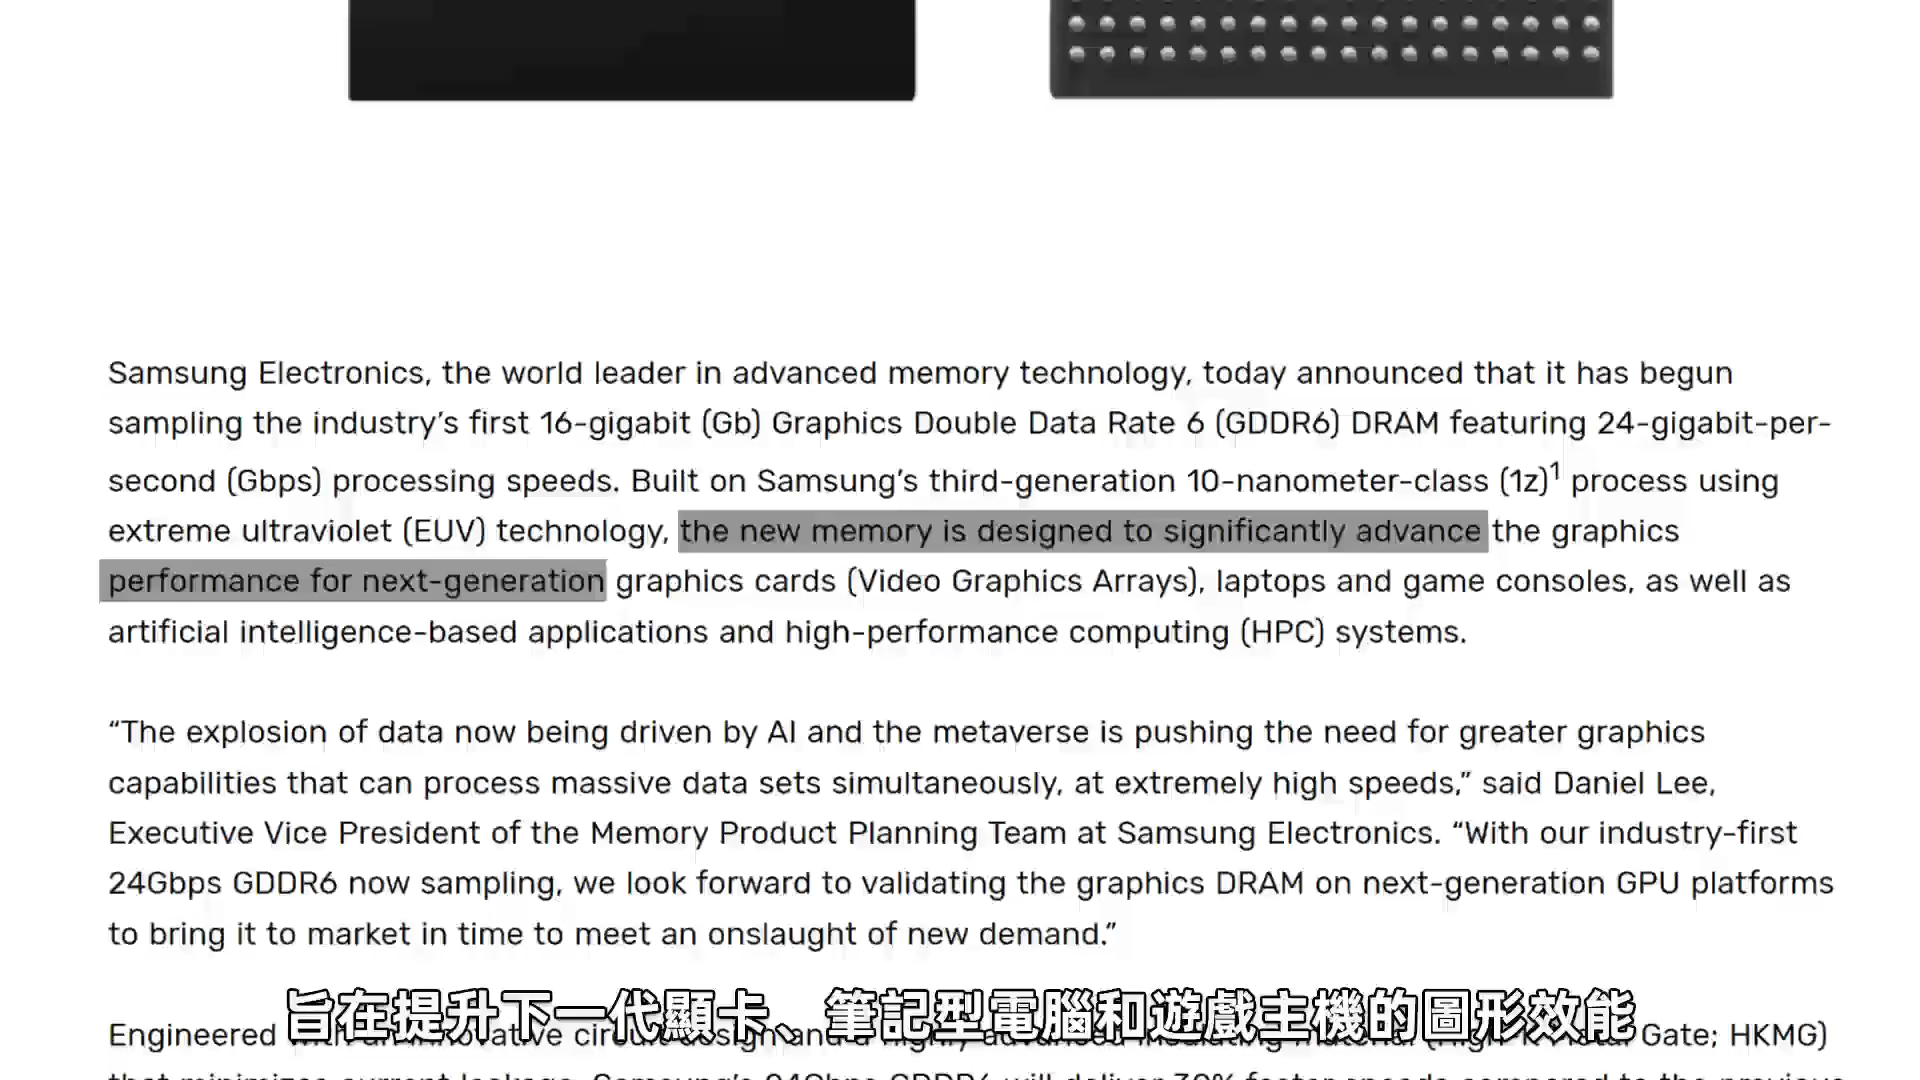 Samsung Electronics, the world leader in advanced memory technology, today announced that it has begun
sampling the industry’s first 16-gigabit (Gb) Graphics Double Data Rate 6 (GDDR6) DRAM featuring 24-gigabit-per-
second (Gbps) processing speeds. Built on Samsung’s third-generation 10-nanometer-class (1z)1 process using
extreme ultraviolet (EUV) technology, the new memory is designed to significantly advance the graphics
performance for next-generation graphics cards (Video Graphics Arrays), laptops and game consoles, as well as
artificial intelligence-based applications and high-performance computing (HPC) systems.
“The explosion of data now being driven by AI and the metaverse is pushing the need for greater graphics
capabilities that can process massive data sets simultaneously, at extremely high speeds,” said Daniel Lee,
Executive Vice President of the Memory Product Planning Team at Samsung Electronics. “With our industry-first
24Gbps GDDR6 now sampling, we look forward to validating the graphics DRAM on next-generation GPU platforms
to bring it to market in time to meet an onslaught of new demand.”
旨在提升下一代顯卡、筆記型電腦和遊戲主機的圖形效能
Engineered Gate; HKMG)